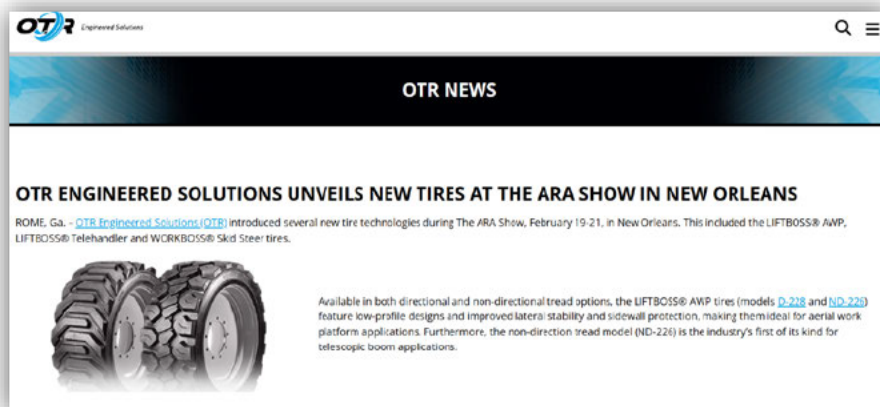 OTR Engineered Solutions
OTR NEWS
OTR ENGINEERED SOLUTIONS UNVEILS NEW TIRES AT THE ARA SHOW IN NEW ORLEANS
ROME, Ga. - OTR Engineered Solutions (OTR) introduced several new tire technologies during The ARA Show, February 19-21, in New Orleans. This included the LIFTBOSS® AWP,
LIFTBOSS® Telehandler and WORKBOSS® Skid Steer tires.
Available in both directional and non-directional tread options, the LIFTBOSS® AWP tires (models D-228 and ND-226)
feature low-profile designs and improved lateral stability and sidewall protection, making them ideal for aerial work
platform applications. Furthermore, the non-direction tread model (ND-226) is the industry's first of its kind for
telescopic boom applications.